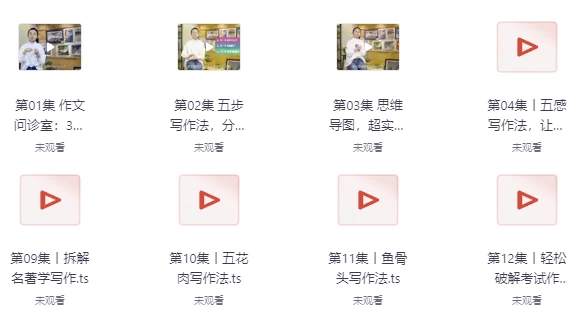 第01集 作文
问诊室：3...
未观看
第02集 五步
写作法，分...
未观看
第03集 思维
导图，超实...
未观看
第04集丨五感
写作法，让...
未观看
第09集丨拆解
名著学写作.ts
未观看
第10集丨五花
肉写作法.ts
未观看
第11集丨鱼骨
头写作法.ts
未观看
第12集丨轻松
破解考试作...
未观看